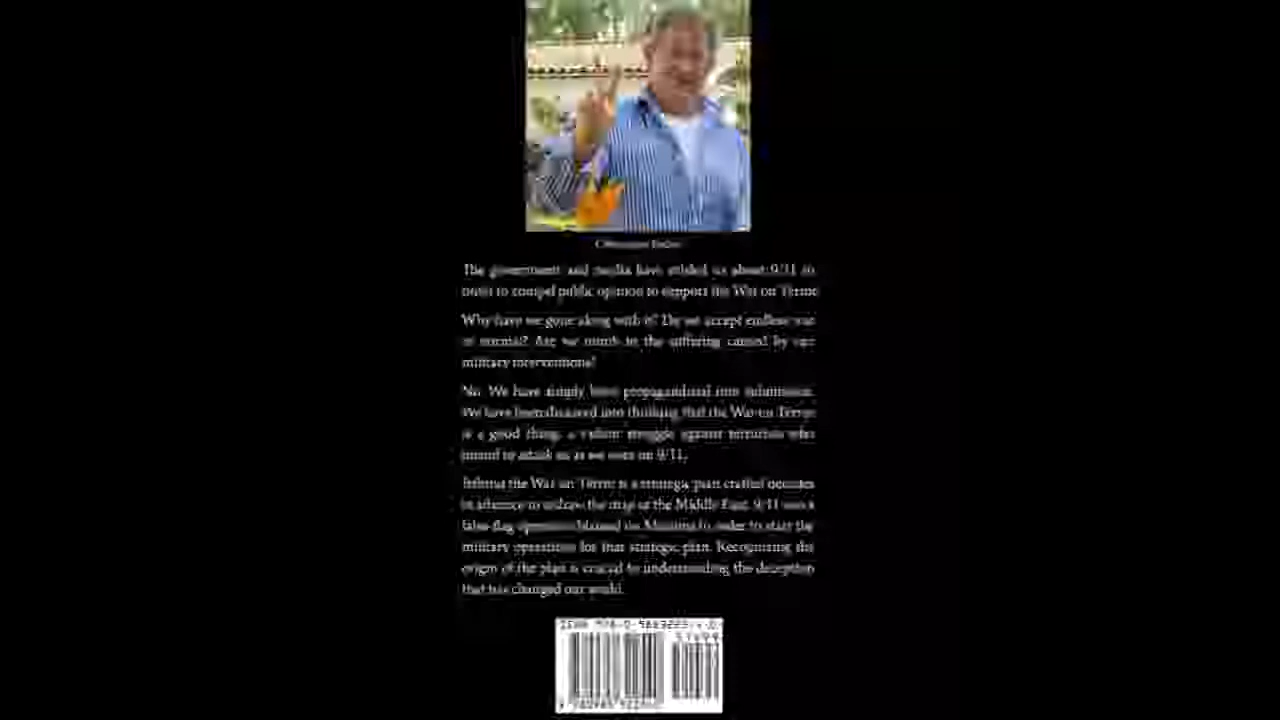 The government and media have misled us about 9/11 in
order to compel public opinion to support the War on Terror
Why have we gone along with it? Do we accept endless war
as normal? Are we numb to the suffering caused by our
military interventions?
No. We have simply been propagandized into submission.
We have been deceived into thinking that the War on Terror
is a good thing, a valiant struggle against terrorists who
intend to attack us as we were on 9/11.
Behind the War on Terror is a strategic plan crafted decades
in advance to redraw the map of the Middle East. 9/11 was a
false-flag operation blamed on Muslims in order to start the
military operations for that strategic plan. Recognizing the
origin of the plan is crucial to understanding the deception
that has changed our world.
ISBN